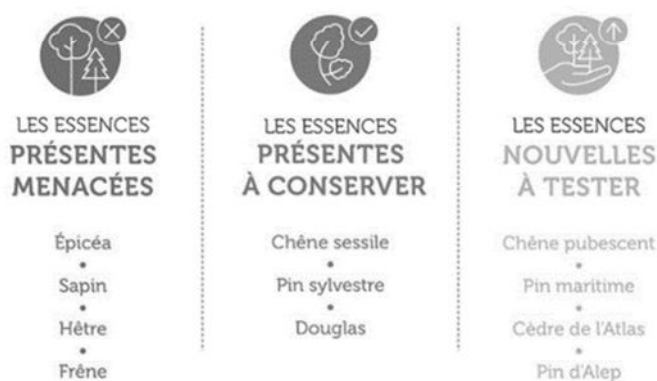 LES ESSENCES
PRÉSENTES
MENACÉES
Épicéa
Sapin
Hêtre
Frêne
LES ESSENCES
PRÉSENTES
À CONSERVER
Chêne sessile
Pin sylvestre
Douglas
LES ESSENCES
NOUVELLES
À TESTER
Chêne pubescent
Pin maritime
Cèdre de l'Atlas
Pin d'Alep